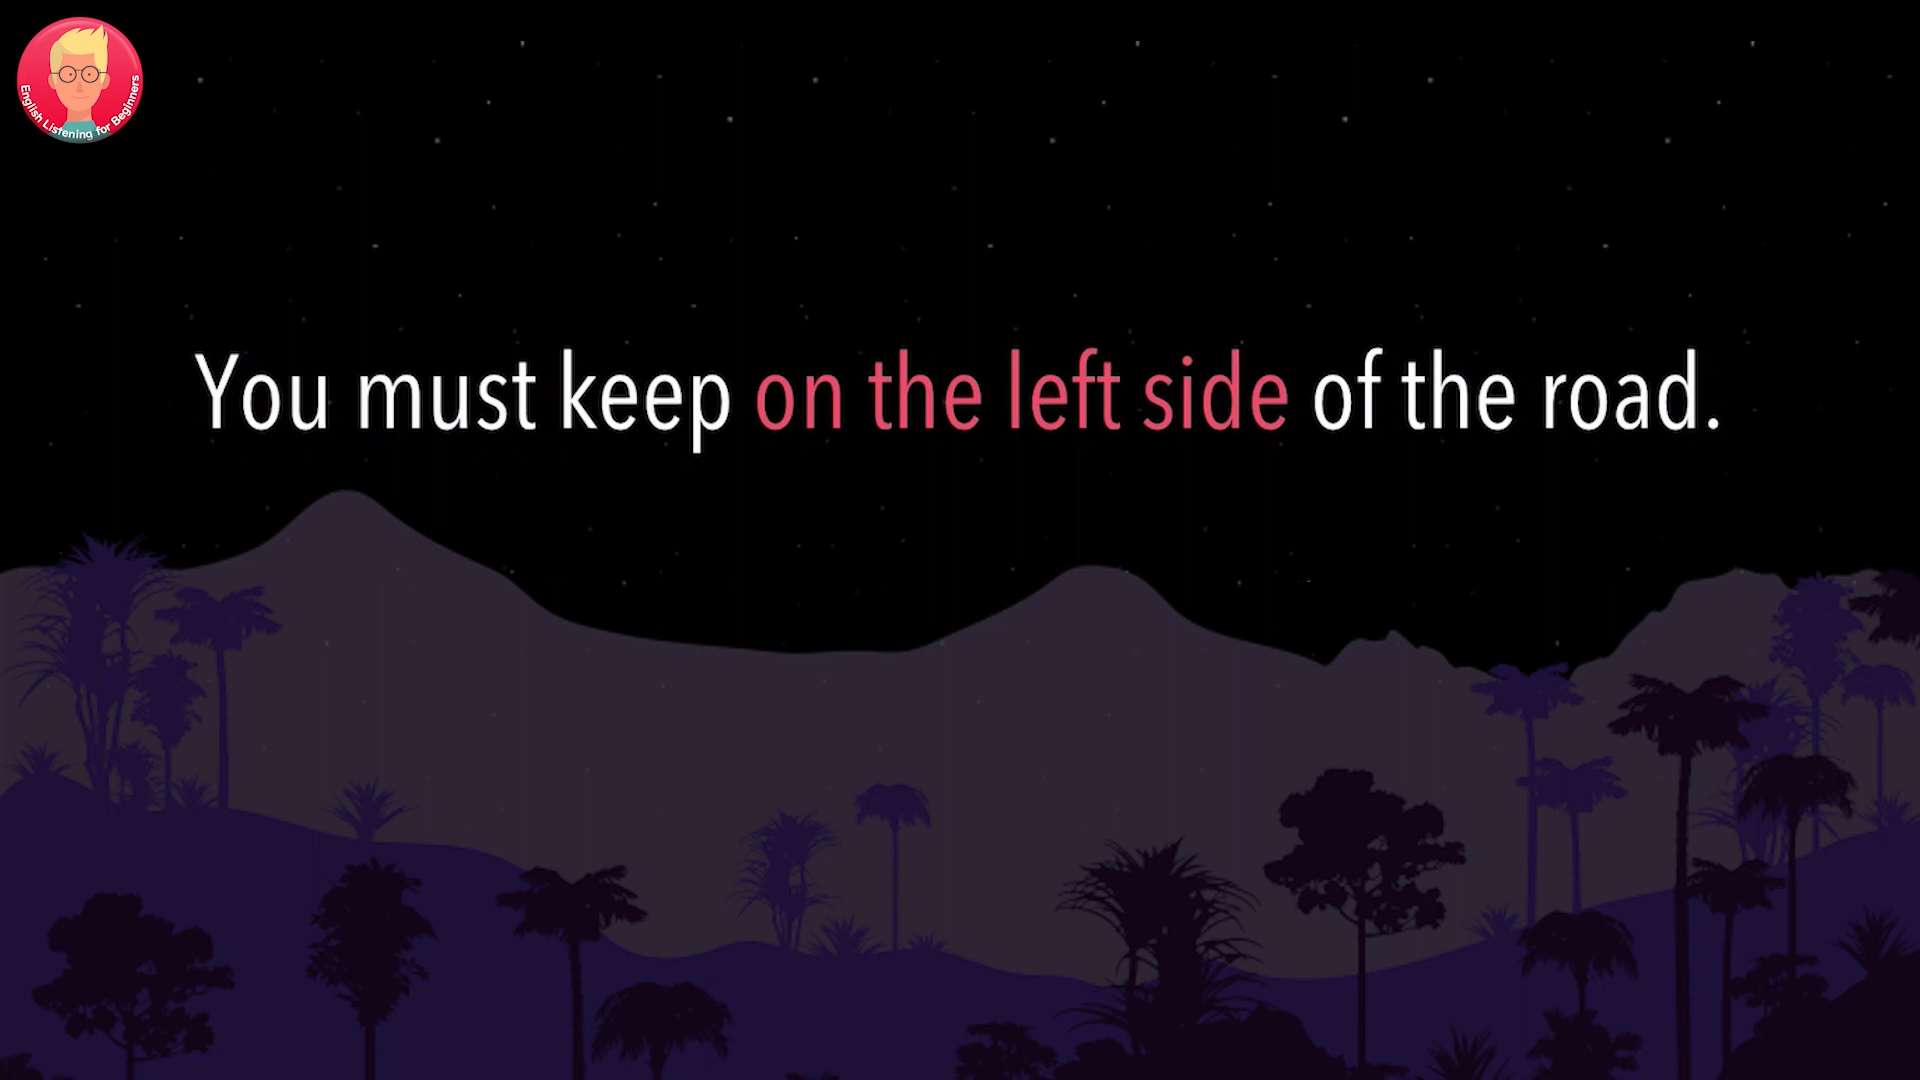 English Listening for Beginners
You must keep on the left side of the road.